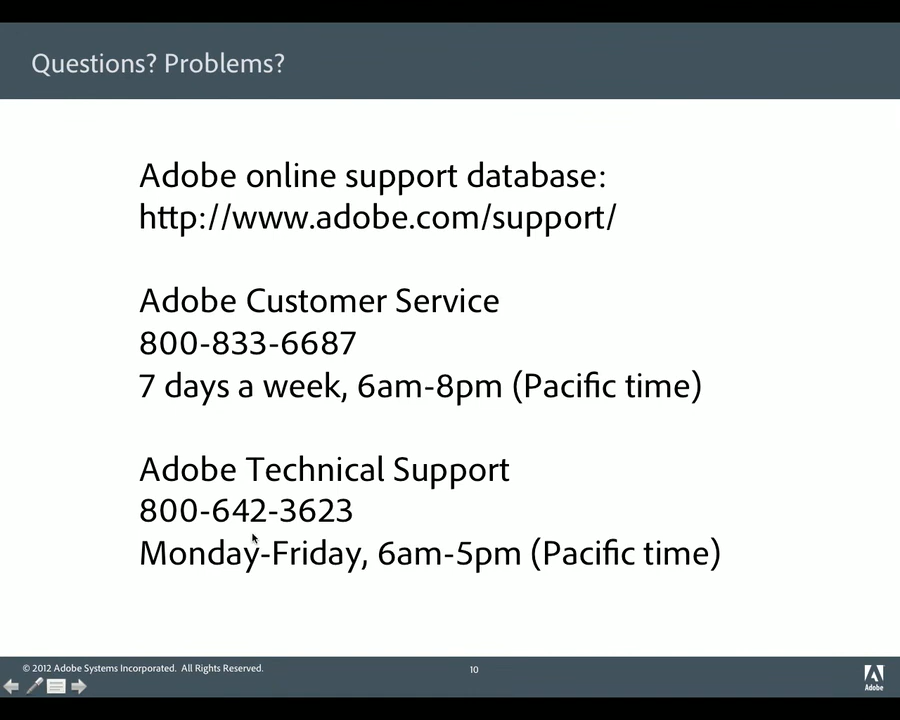 Questions? Problems?
Adobe online support database:
http://www.adobe.com/support/
Adobe Customer Service
800-833-6687
7 days a week, 6am-8pm (Pacific time)
Adobe Technical Support
800-642-3623
Monday-Friday, 6am-5pm (Pacific time)
© 2012 Adobe Systems Incorporated. All Rights Reserved.
10
Adobe